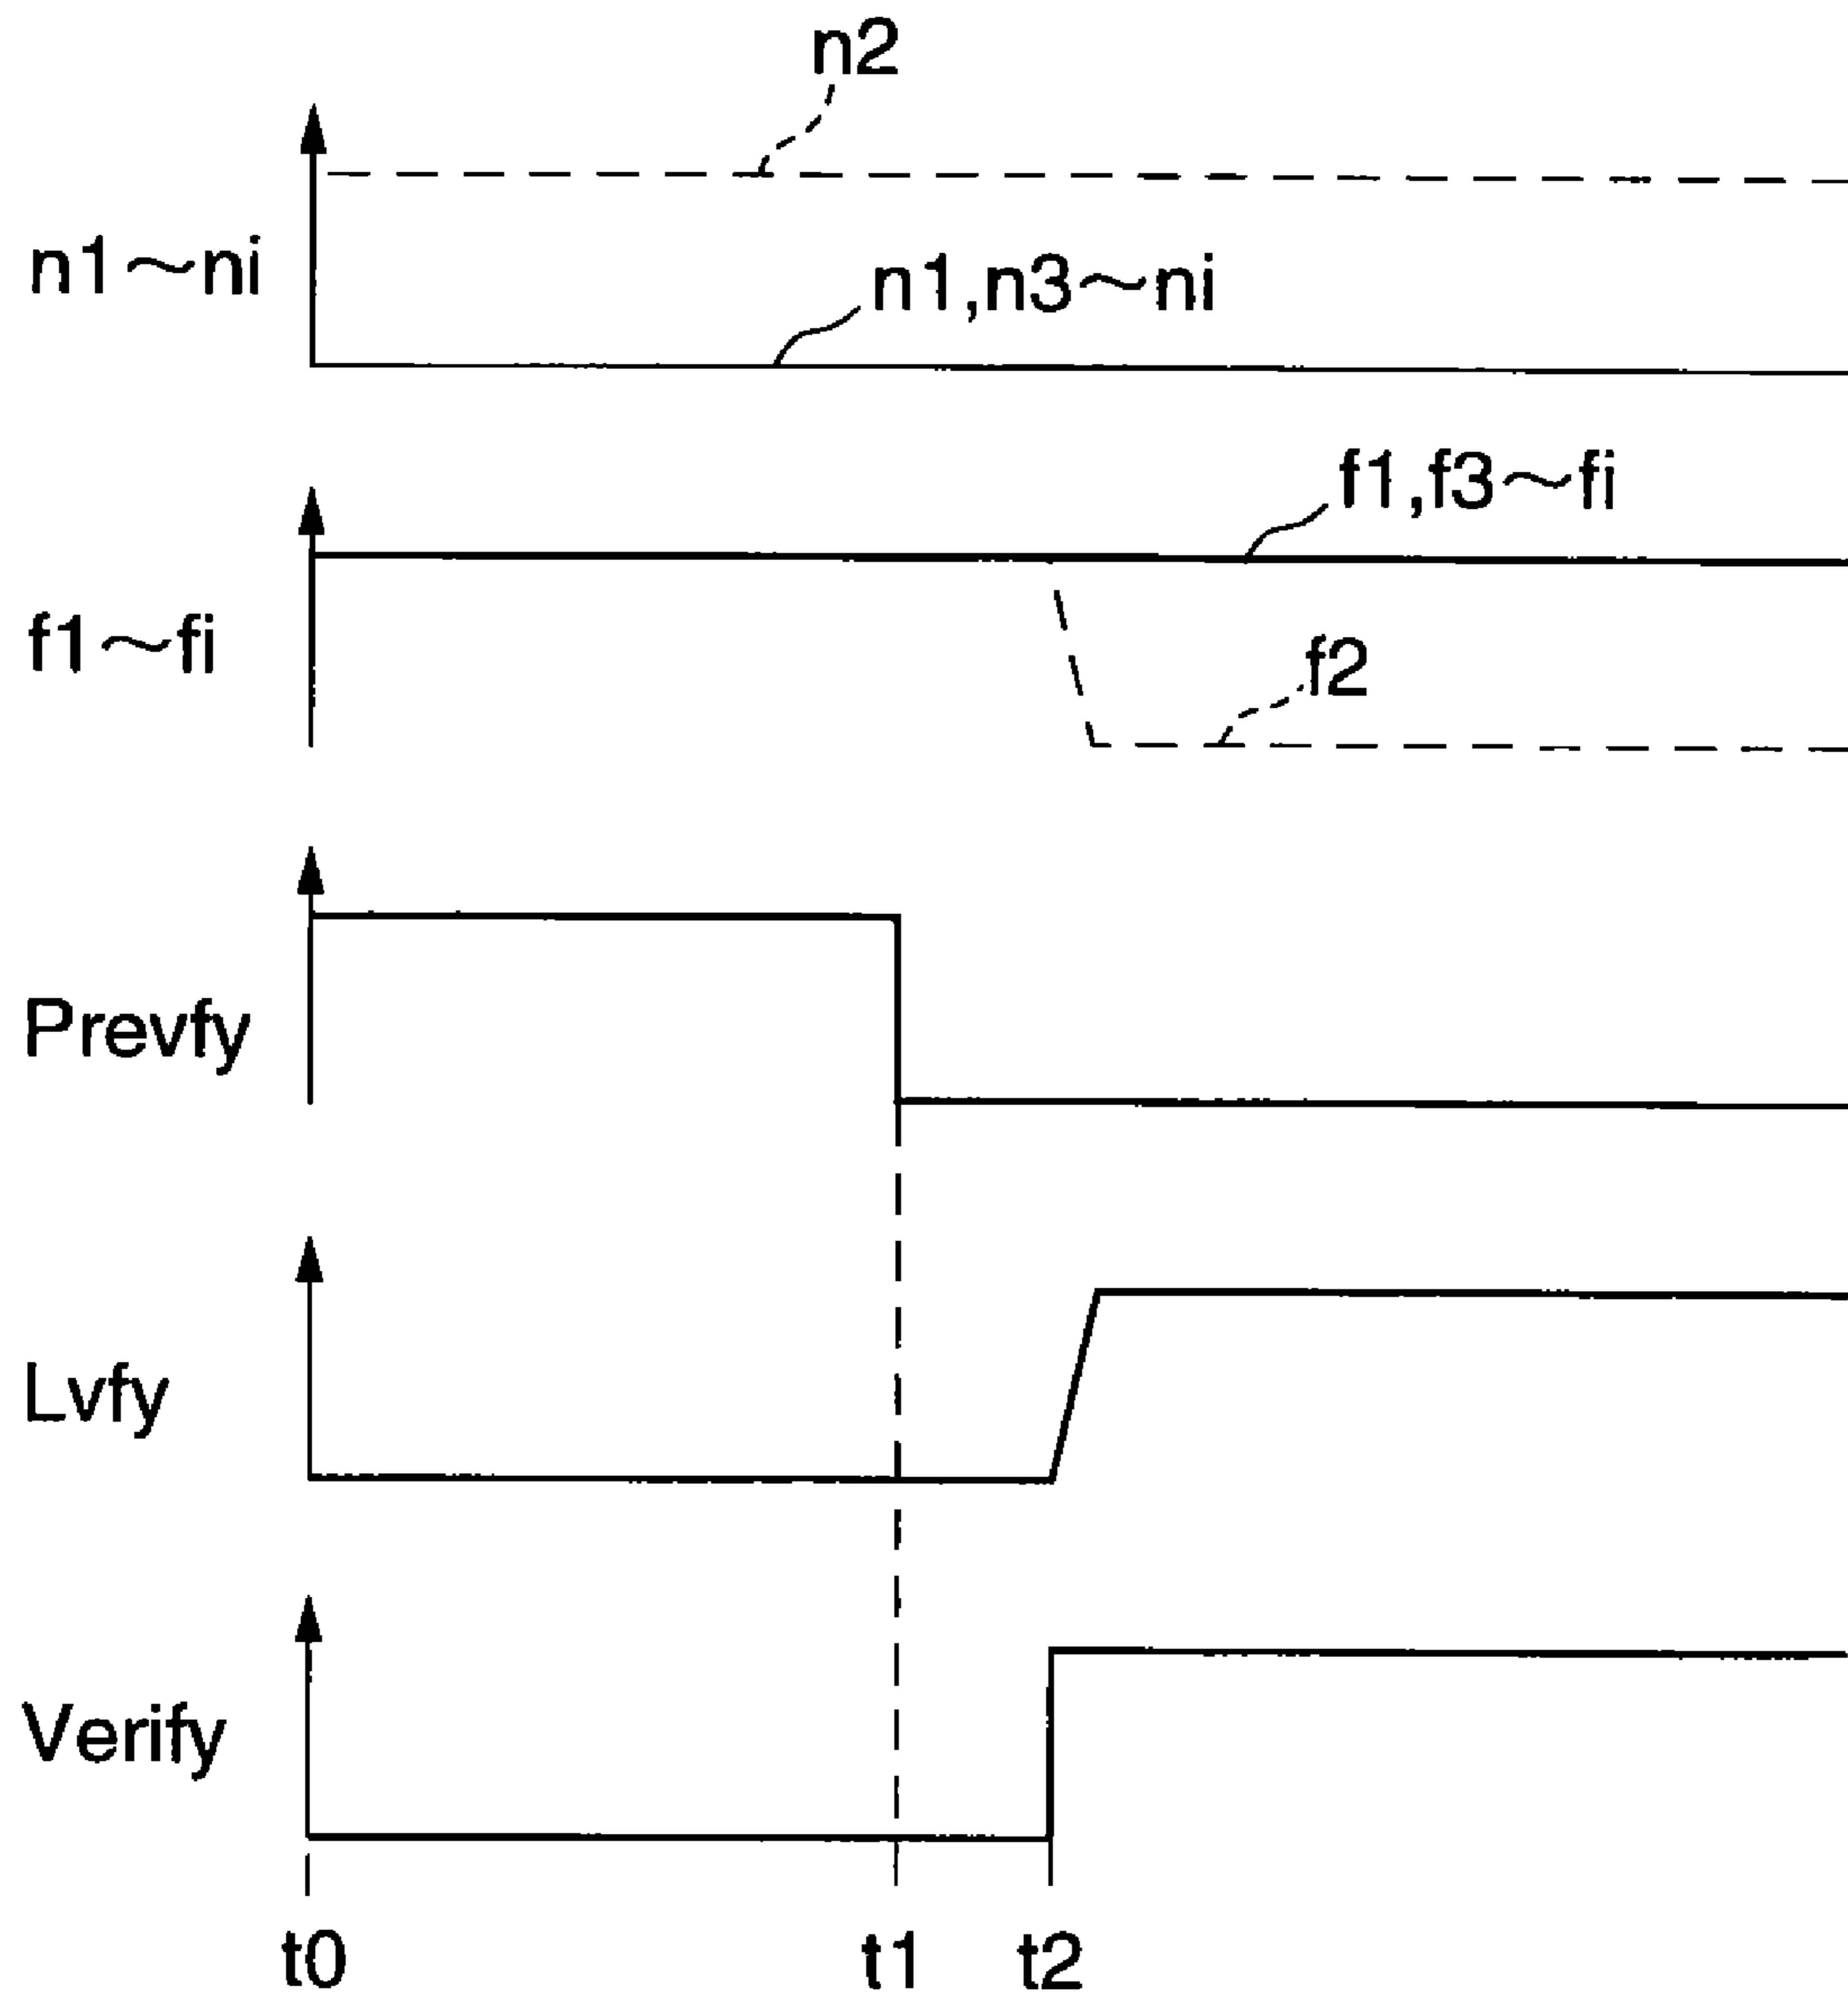 n2
n1～ni
n1,n3～ni
f1,f3～fi
f1～fi
f2
Prevfy
Lvfy
Verify
t0 t1 t2